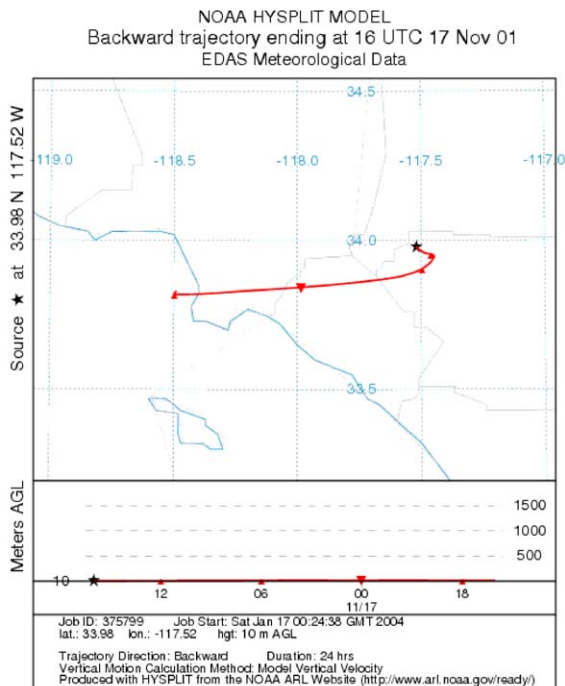 NOAA HYSPLIT MODEL
Backward trajectory ending at 16 UTC 17 Nov 01
EDAS Meteorological Data
Source ★ at 33.98 N 117.52 W
34.5
-119.0 -118.5 -118.0 -117.5 -117.0
34.0
33.5
Meters AGL
1500
1000
500
10
12 06 00 18
11/17
Job ID: 375799 Job Start: Sat Jan 17 00:24:38 GMT 2004
lat.: 33.98 lon.: -117.52 hgt: 10 m AGL
Trajectory Direction: Backward Duration: 24 hrs
Vertical Motion Calculation Method: Model Vertical Velocity
Produced with HYSPLIT from the NOAA ARL Website (http://www.arl.noaa.gov/ready/)